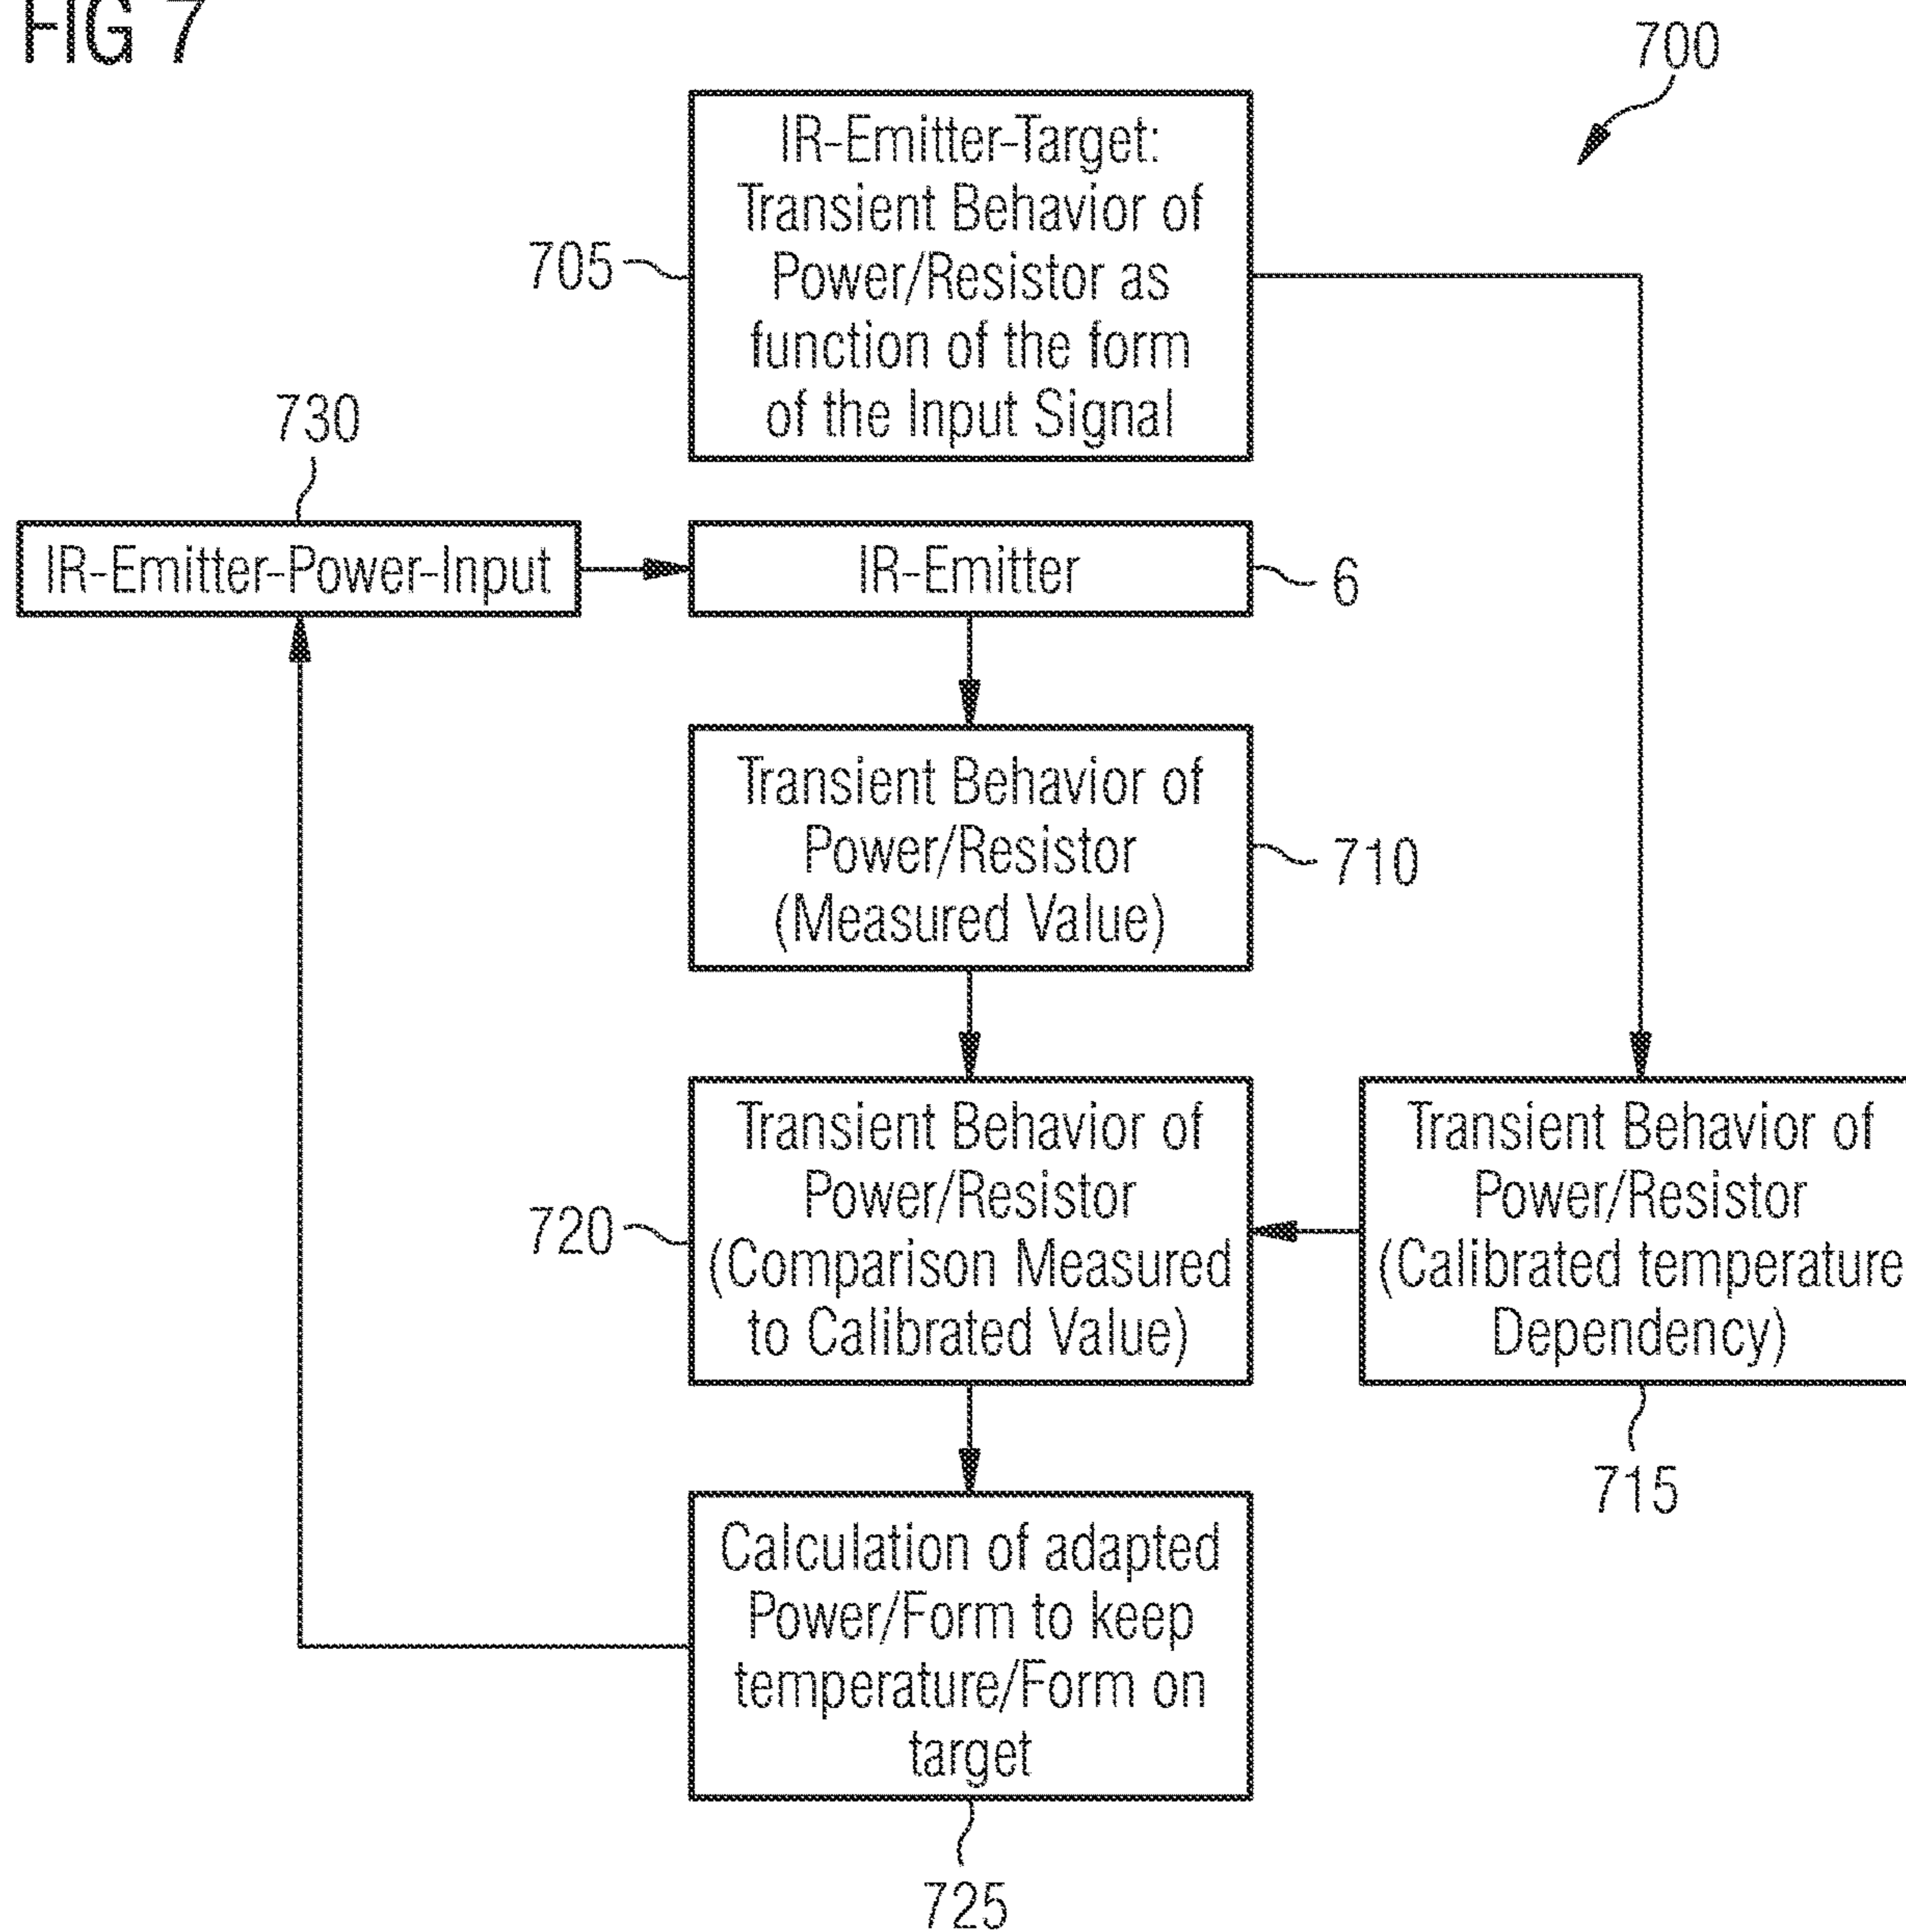 FIG 7
700
IR-Emitter-Target:
Transient Behavior of
Power/Resistor as
function of the form
of the Input Signal
705
730
IR-Emitter-Power-Input
IR-Emitter
6
Transient Behavior of
Power/Resistor
(Measured Value)
710
Transient Behavior of
Power/Resistor
(Comparison Measured
to Calibrated Value)
720
Transient Behavior of
Power/Resistor
(Calibrated temperature
Dependency)
715
Calculation of adapted
Power/Form to keep
temperature/Form on
target
725